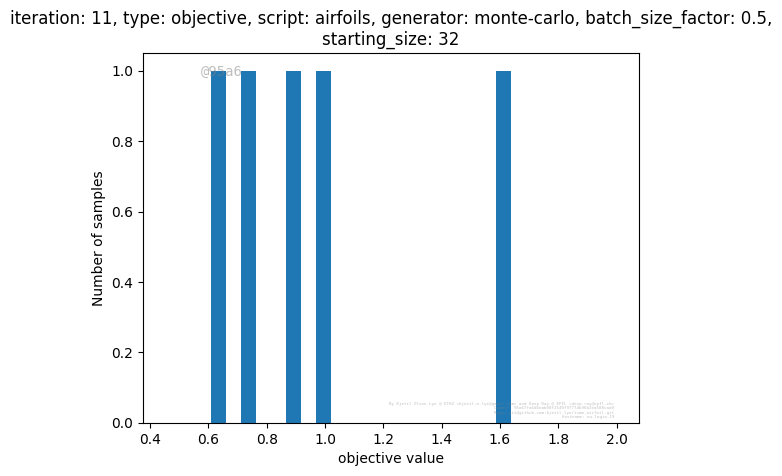 iteration: 11, type: objective, script: airfoils, generator: monte-carlo, batch_size_factor: 0.5,
starting_size: 32
@95a6
1.0
0.8
0.6
0.4
0.2
0.0
Number of samples
0.4 0.6 0.8 1.0 1.2 1.4 1.6 1.8 2.0
objective value